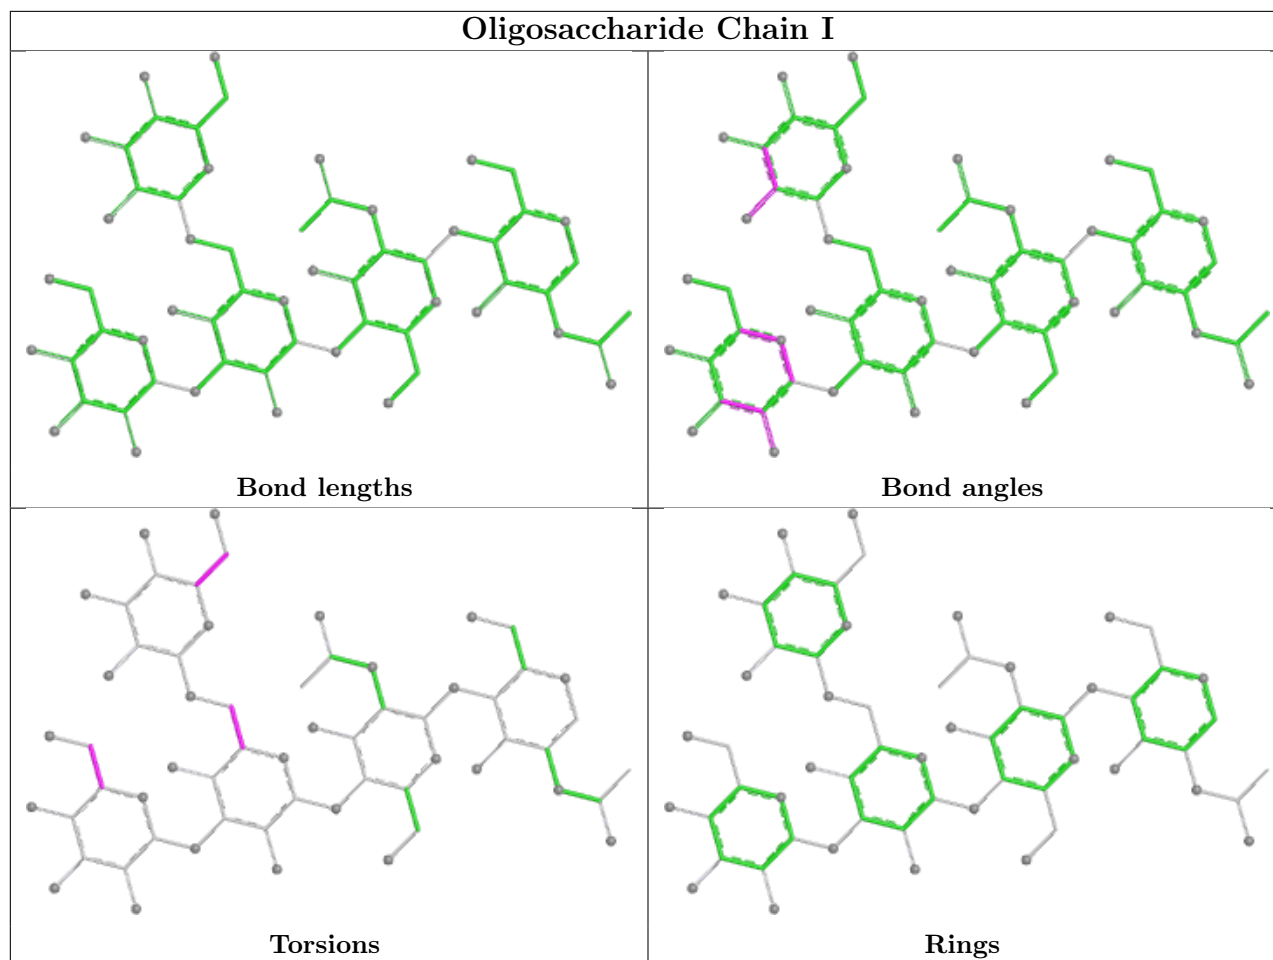 Oligosaccharide Chain I
Bond lengths
Bond angles
Torsions
Rings